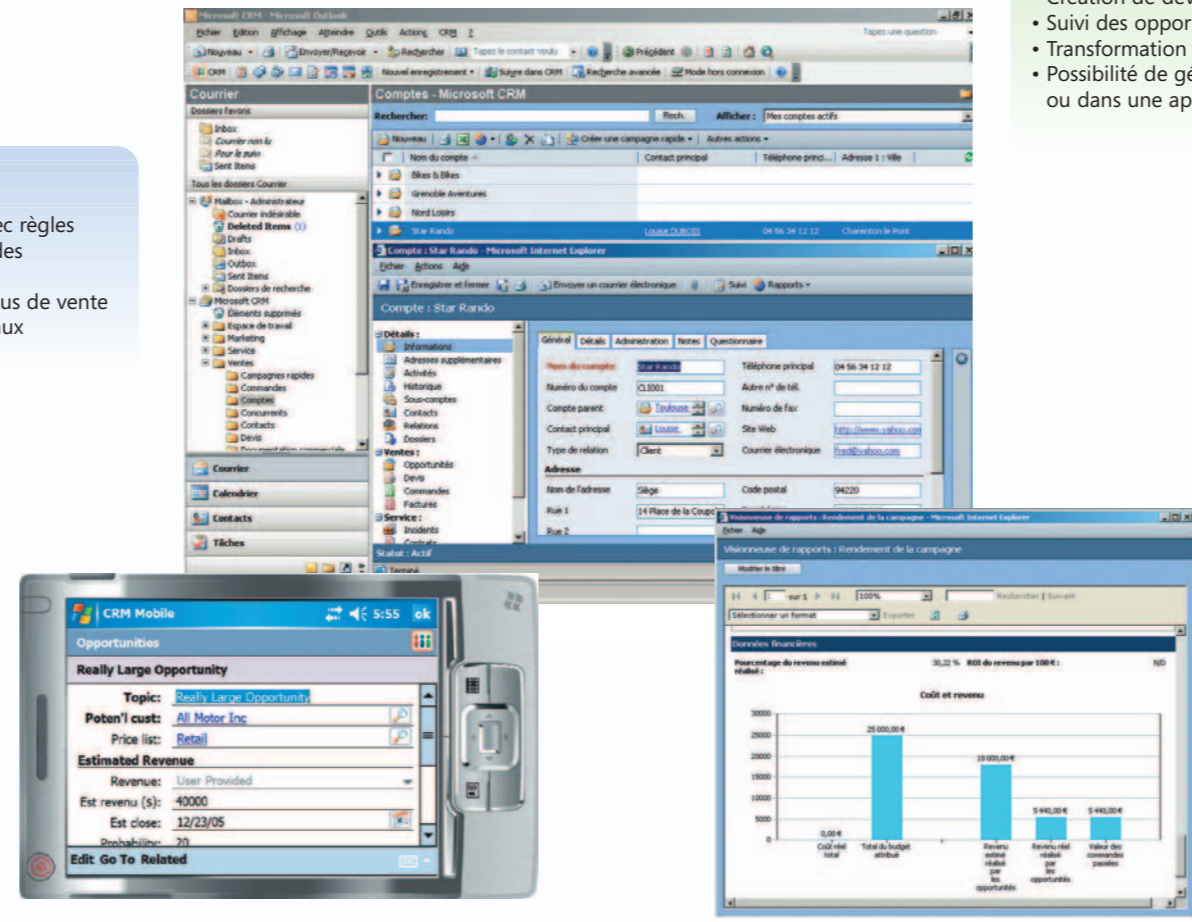 Création de dev
• Suivi des oppor
• Transformation
• Possibilité de gé
ou dans une ap
ec règles
les
us de vente
aux
Microsoft CRM - Microsoft Outlook
Fichier Edition Affichage Atteindre Outils Actions CRM ?
Tapez une question
Nouveau Envoyer/Recevoir Rechercher Tapez le contact voulu Précédent
CRM Nouvel enregistrement Suivre dans CRM Recherche avancée Mode hors connexion
Courrier
Dossiers favoris
Inbox
Courrier non lu
Pour le suivi
Sent Items
Tous les dossiers Courrier
Mailbox - Administrateur
Courrier indésirable
Deleted Items (1)
Drafts
Inbox
Outbox
Sent Items
Dossiers de recherche
Microsoft CRM
Éléments supprimés
Espace de travail
Marketing
Service
Ventes
Campagnes rapides
Commandes
Comptes
Concurrents
Contacts
Devis
Documentation commerciale
Courrier
Calendrier
Contacts
Tâches
Comptes - Microsoft CRM
Rechercher: Rech. Afficher : Mes comptes actifs
Nouveau Créer une campagne rapide Autres actions
Nom du compte Contact principal Téléphone princi... Adresse 1 : Ville
Bikes & Bikes
Grenoble Aventures
Nord Loisirs
Star Rando Louise DUBOIS 04 56 34 12 12 Charenton le Pont
Compte : Star Rando - Microsoft Internet Explorer
Fichier Actions Aide
Enregistrer et fermer Envoyer un courrier électronique Suivi Rapports
Compte : Star Rando
Détails :
Informations
Adresses supplémentaires
Activités
Historique
Sous-comptes
Contacts
Relations
Dossiers
Ventes :
Opportunités
Devis
Commandes
Factures
Service :
Incidents
Contrats
Général Détails Administration Notes Questionnaire
Nom du compte Star Rando Téléphone principal 04 56 34 12 12
Numéro du compte CLI001 Autre n° de tél.
Compte parent Toulouse Numéro de fax
Contact principal Louise Site Web http://www.yahoo.com
Type de relation Client Courrier électronique fred@yahoo.com
Adresse
Nom de l'adresse Siège Code postal 94220
Rue 1 14 Place de la Coupo
Rue 2
Statut : Actif
Terminé
CRM Mobile 5:55 ok
Opportunities
Really Large Opportunity
Topic: Really Large Opportunity
Poten'l cust: All Motor Inc
Price list: Retail
Estimated Revenue
Revenue: User Provided
Est revenu (s): 40000
Est close: 12/23/05
Probability: 20
Edit Go To Related
Visionneuse de rapports : Rendement de la campagne - Microsoft Internet Explorer
Fichier Aide
Visionneuse de rapports : Rendement de la campagne
Modifier le filtre
1 sur 1 100% Rechercher | Suivant
Sélectionner un format Exporter
Données financières
Pourcentage du revenu estimé réalisé : 30,22 % ROI du revenu par 100 € : N/D
Coût et revenu
30000
25000
20000
15000
10000
5000
0
0,00 €
25 000,00 €
18 000,00 €
5 440,00 €
5 440,00 €
Coût réel total
Total du budget attribué
Revenu estimé réalisé par les opportunités
Revenu réel réalisé par les opportunités
Valeur des commandes passées